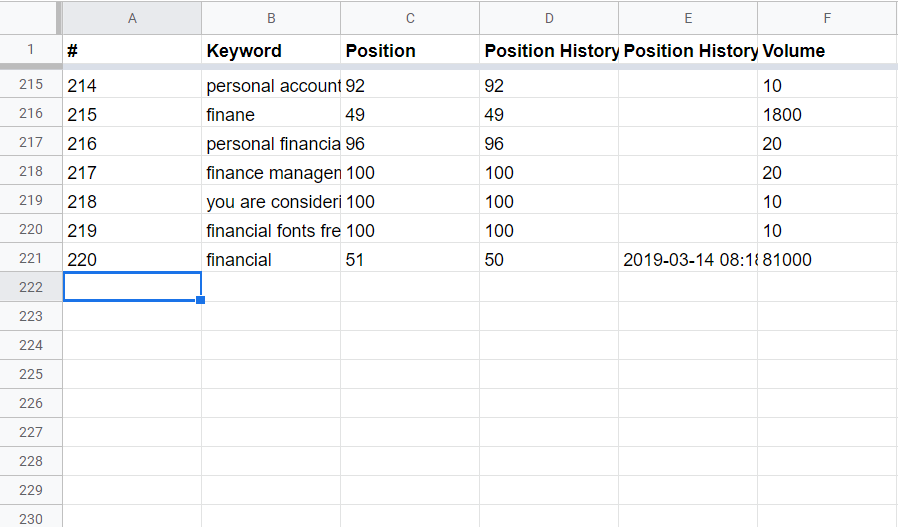 A B C D E F
1 # Keyword Position Position History Position History Volume
215 214 personal account 92 92 10
216 215 finane 49 49 1800
217 216 personal financia 96 96 20
218 217 finance managen 100 100 20
219 218 you are consideri 100 100 10
220 219 financial fonts fre 100 100 10
221 220 financial 51 50 2019-03-14 08:18 81000
222
223
224
225
226
227
228
229
230